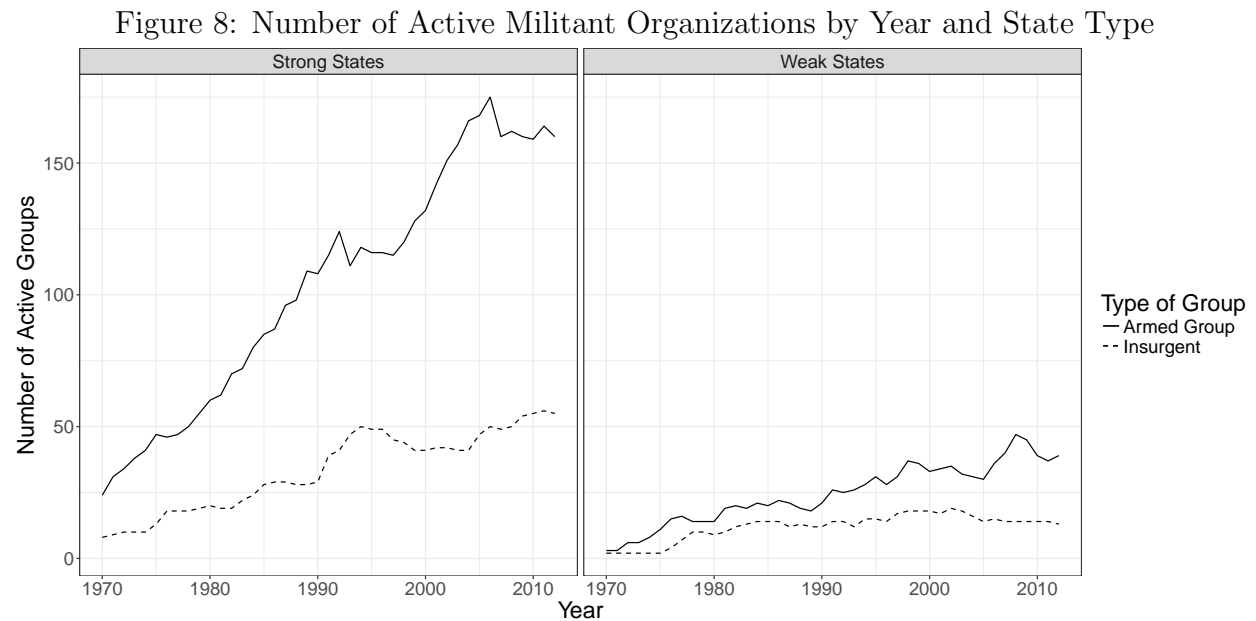 Figure 8: Number of Active Militant Organizations by Year and State Type
Strong States
Weak States
Number of Active Groups
150
100
50
0
1970
1980
1990
2000
2010
1970
1980
1990
2000
2010
Year
Type of Group
Armed Group
Insurgent